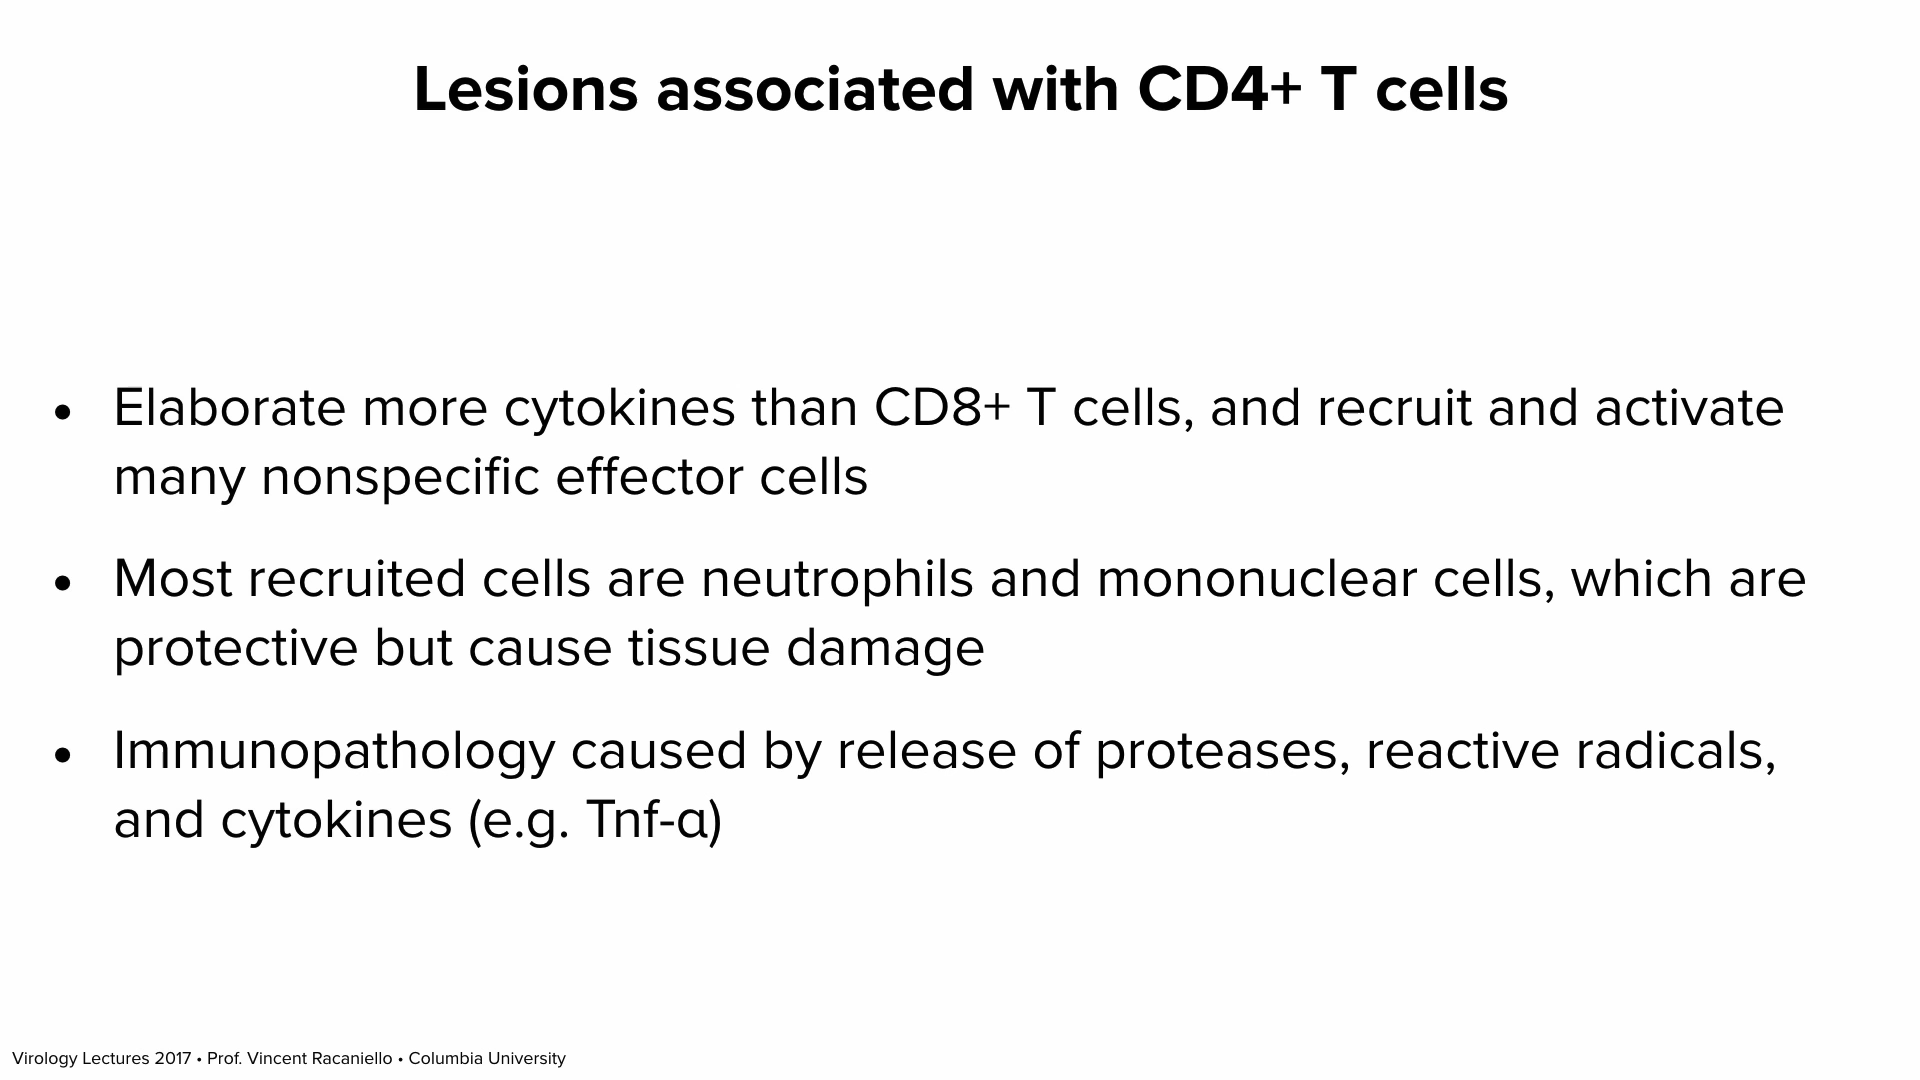 Lesions associated with CD4+ T cells
• Elaborate more cytokines than CD8+ T cells, and recruit and activate
many nonspecific effector cells
• Most recruited cells are neutrophils and mononuclear cells, which are
protective but cause tissue damage
• Immunopathology caused by release of proteases, reactive radicals,
and cytokines (e.g. Tnf-α)
Virology Lectures 2017 • Prof. Vincent Racaniello • Columbia University